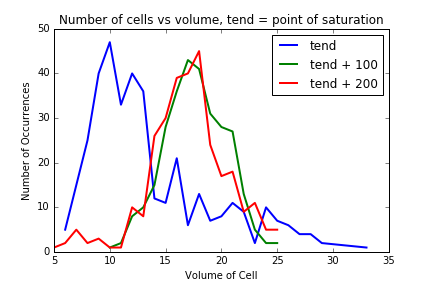 Number of cells vs volume, tend = point of saturation
50
40
30
20
10
0
Number of Occurrences
tend
tend + 100
tend + 200
5 10 15 20 25 30 35
Volume of Cell